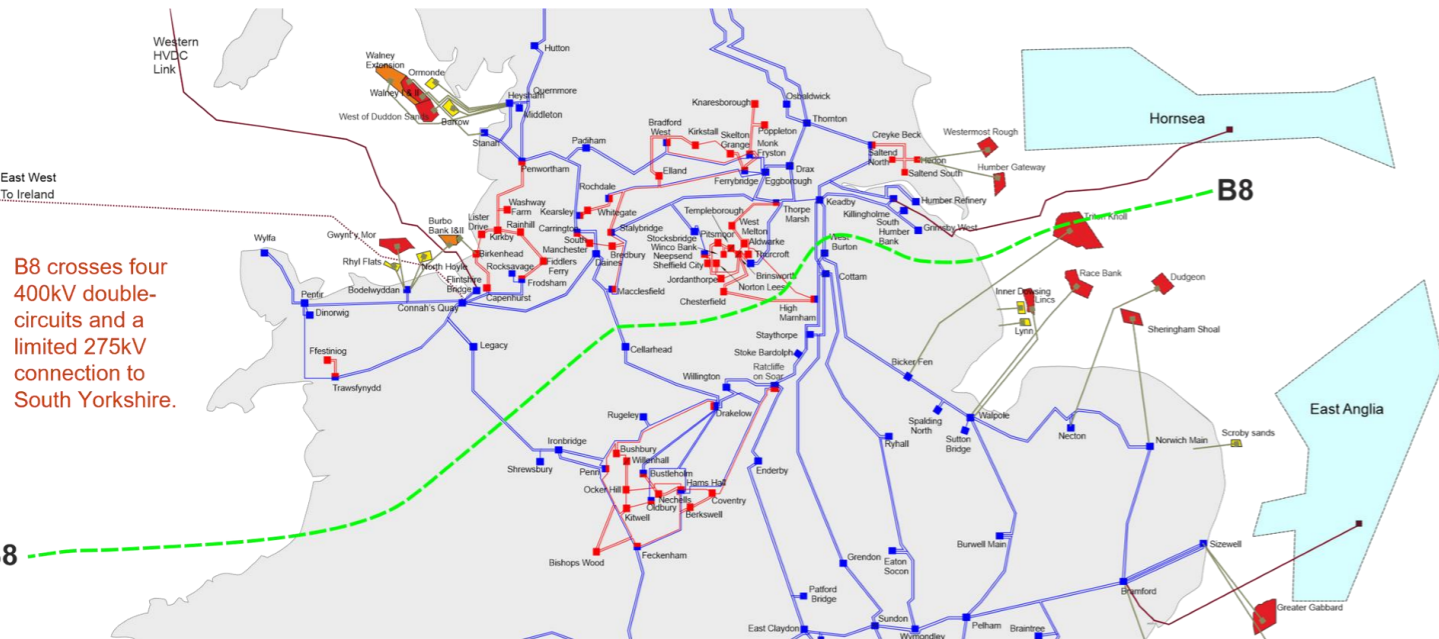 Western
HVDC
Link
Walney
Extension
Ormonde
Walney I & II
West of Duddon Sands
Barrow
Hutton
Quernmore
Heysham
Middleton
Stanah
Padiham
Penwortham
Bradford
West
Kirkstall
Knaresborough
Skelton
Grange
Poppleton
Monk
Fryston
Osbaldwick
Thornton
Creyke Beck
Saltend
North
Hedon
Saltend South
Westermost Rough
Humber Gateway
Hornsea
B8
East West
To Ireland
Elland
Ferrybridge
Eggborough
Drax
Rochdale
Washway
Farm
Kearsley
Whitegate
Lister
Drive
Rainhill
Kirkby
Carrington
South
Manchester
Stalybridge
Bredbury
Daines
Templeborough
Thorpe
Marsh
Keadby
Killingholme
South
Humber
Bank
Humber Refinery
Grimsby West
West
Melton
Pitsmoor
Aldwarke
Thurcroft
Stocksbridge
Winco Bank
Neepsend
Sheffield City
Jordanthorpe
Brinsworth
Norton Lees
Chesterfield
West
Burton
Cottam
High
Marnham
Triton Knoll
Burbo
Bank I&II
Gwynt y Mor
Rhyl Flats
North Hoyle
Birkenhead
Rocksavage
Fiddlers
Ferry
Frodsham
Flintshire
Bridge
Capenhurst
Bodelwyddan
Connah's Quay
Macclesfield
Wylfa
Pentir
Dinorwig
B8 crosses four
400kV double-
circuits and a
limited 275kV
connection to
South Yorkshire.
Ffestiniog
Trawsfynydd
Legacy
Cellarhead
Staythorpe
Stoke Bardolph
Ratcliffe
on Soar
Willington
Drakelow
Rugeley
Bicker Fen
Inner Dowsing
Lincs
Lynn
Race Bank
Dudgeon
Sheringham Shoal
East Anglia
Spalding
North
Walpole
Sutton
Bridge
Necton
Norwich Main
Scroby sands
Ironbridge
Shrewsbury
Penn
Bushbury
Willenhall
Bustleholm
Ocker Hill
Hams Hall
Nechells
Oldbury
Coventry
Kitwell
Berkswell
Bishops Wood
Feckenham
Enderby
Ryhall
8
Grendon
Eaton
Socon
Burwell Main
Sizewell
Bramford
Greater Gabbard
Patford
Bridge
East Claydon
Sundon
Wymondley
Pelham
Braintree